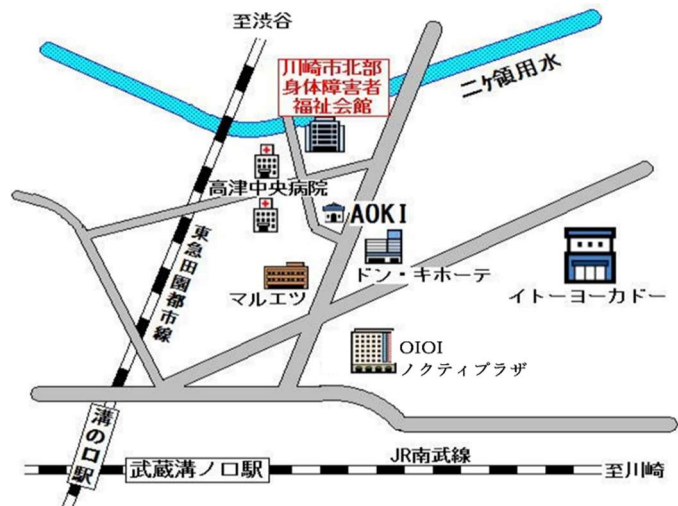 至渋谷
川崎市北部
身体障害者
福祉会館
二ケ領用水
高津中央病院
AOKI
東急田園都市線
マルエツ
ドン・キホーテ
イトーヨーカドー
OIOI
ノクティプラザ
溝の口駅
武蔵溝ノ口駅
JR南武線
至川崎